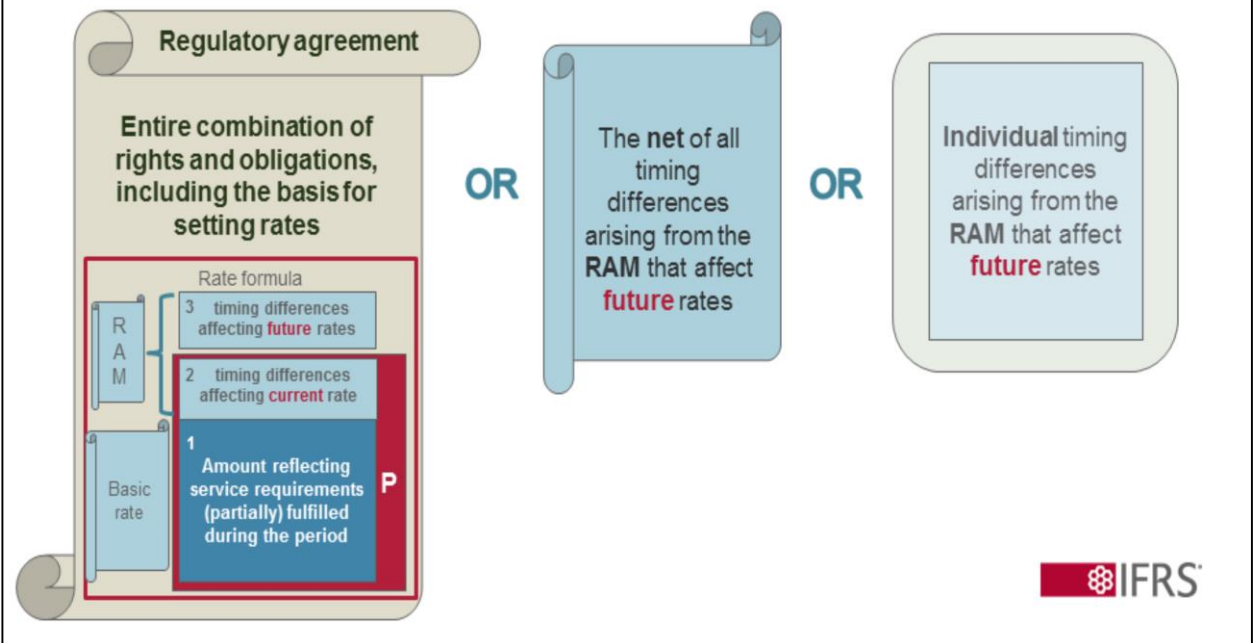 Regulatory agreement
Entire combination of
rights and obligations,
including the basis for
setting rates
Rate formula
R
A
M
3 timing differences
affecting future rates
2 timing differences
affecting current rate
Basic
rate
1
Amount reflecting
service requirements
(partially) fulfilled
during the period
P
OR
The net of all
timing
differences
arising from the
RAM that affect
future rates
OR
Individual timing
differences
arising from the
RAM that affect
future rates
IFRS